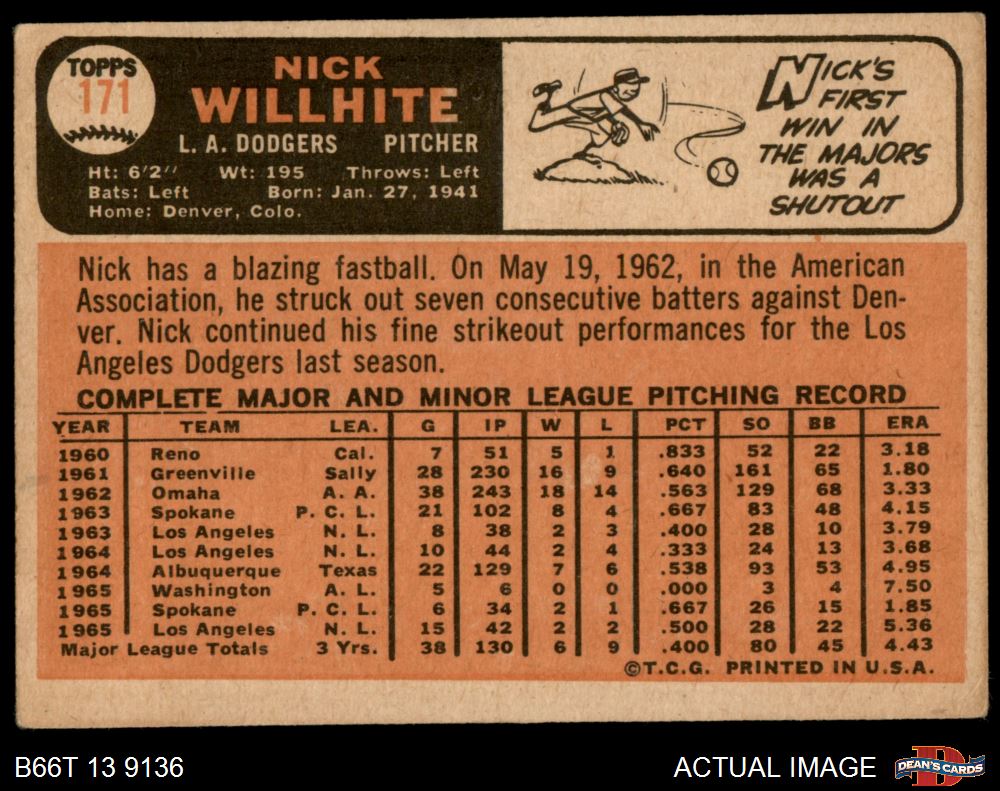 TOPPS
171
NICK
WILLHITE
L. A. DODGERS PITCHER
Ht: 6'2" Wt: 195 Throws: Left
Bats: Left Born: Jan. 27, 1941
Home: Denver, Colo.
NICK'S
FIRST
WIN IN
THE MAJORS
WAS A
SHUTOUT
Nick has a blazing fastball. On May 19, 1962, in the American
Association, he struck out seven consecutive batters against Den-
ver. Nick continued his fine strikeout performances for the Los
Angeles Dodgers last season.
COMPLETE MAJOR AND MINOR LEAGUE PITCHING RECORD
YEAR TEAM LEA. G IP W L PCT SO BB ERA
1960 Reno Cal. 7 51 5 1 .833 52 22 3.18
1961 Greenville Sally 28 230 16 9 .640 161 65 1.80
1962 Omaha A. A. 38 243 18 14 .563 129 68 3.33
1963 Spokane P. C. L. 21 102 8 4 .667 83 48 4.15
1963 Los Angeles N. L. 8 38 2 3 .400 28 10 3.79
1964 Los Angeles N. L. 10 44 2 4 .333 24 13 3.68
1964 Albuquerque Texas 22 129 7 6 .538 93 53 4.95
1965 Washington A. L. 5 6 0 0 .000 3 4 7.50
1965 Spokane P. C. L. 6 34 2 1 .667 26 15 1.85
1965 Los Angeles N. L. 15 42 2 2 .500 28 22 5.36
Major League Totals 3 Yrs. 38 130 6 9 .400 80 45 4.43
©T.C.G. PRINTED IN U.S.A.
B66T 13 9136 ACTUAL IMAGE
D
DEAN'S CARDS